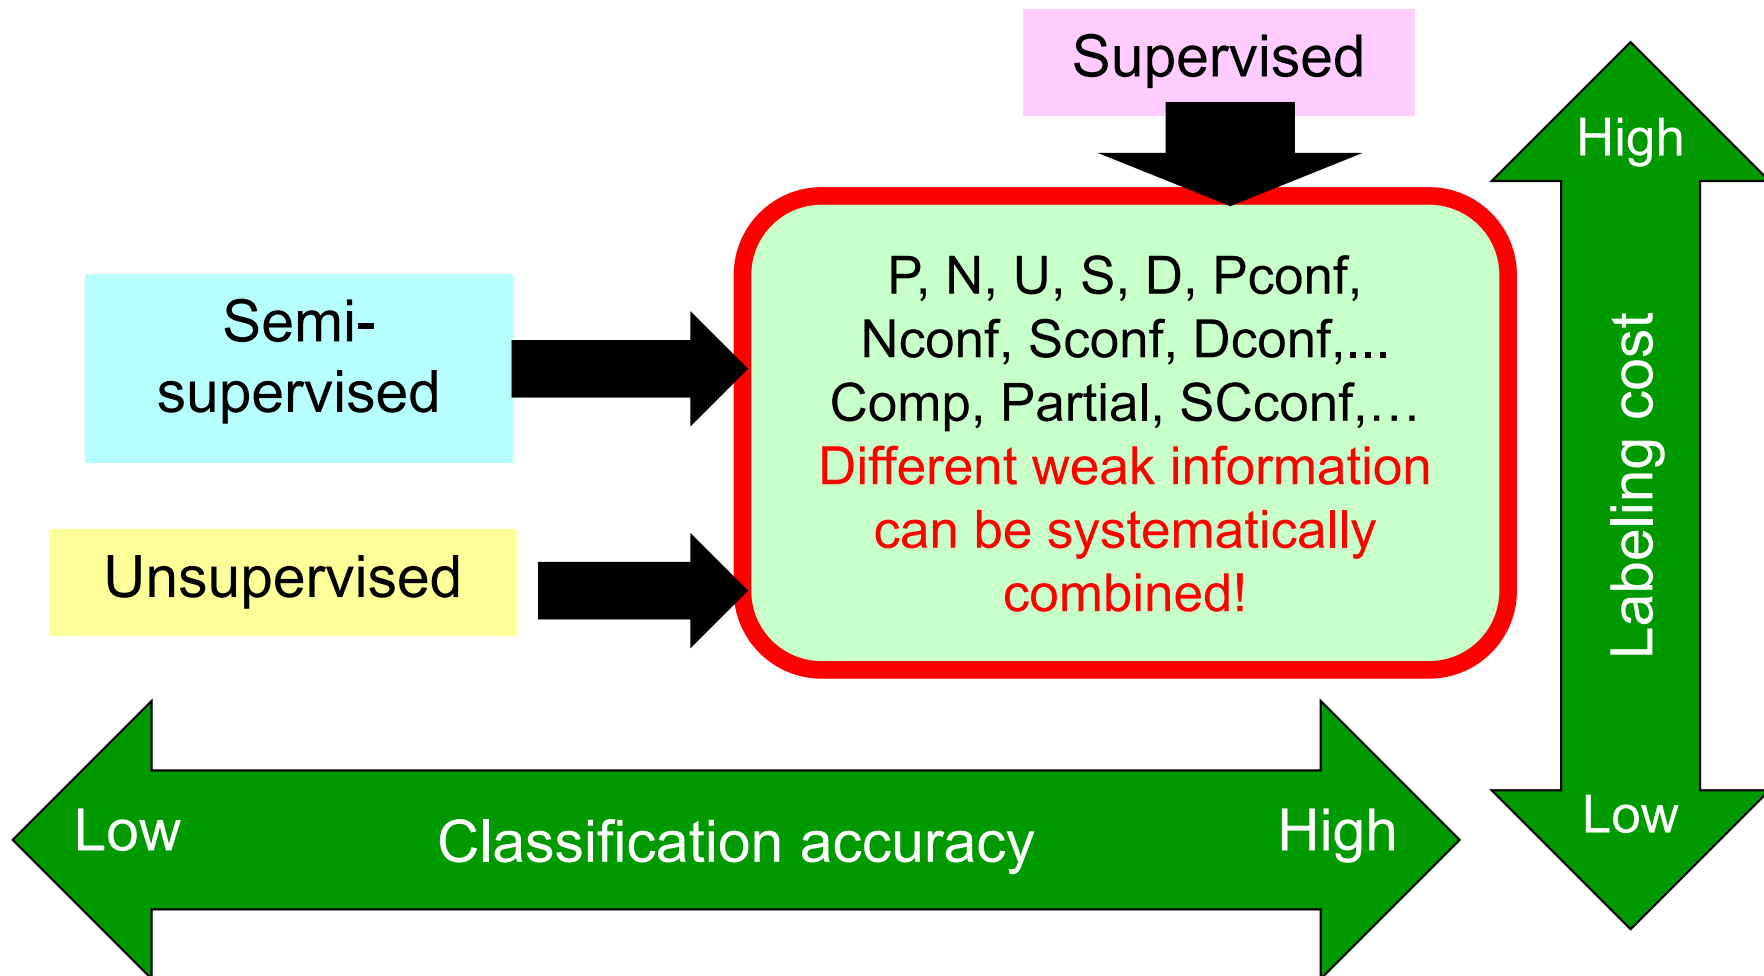 Supervised
High
Semi-
supervised
P, N, U, S, D, Pconf,
Nconf, Sconf, Dconf,...
Comp, Partial, SCconf,…
Different weak information
can be systematically
combined!
Unsupervised
Labeling cost
Low
Low
Classification accuracy
High